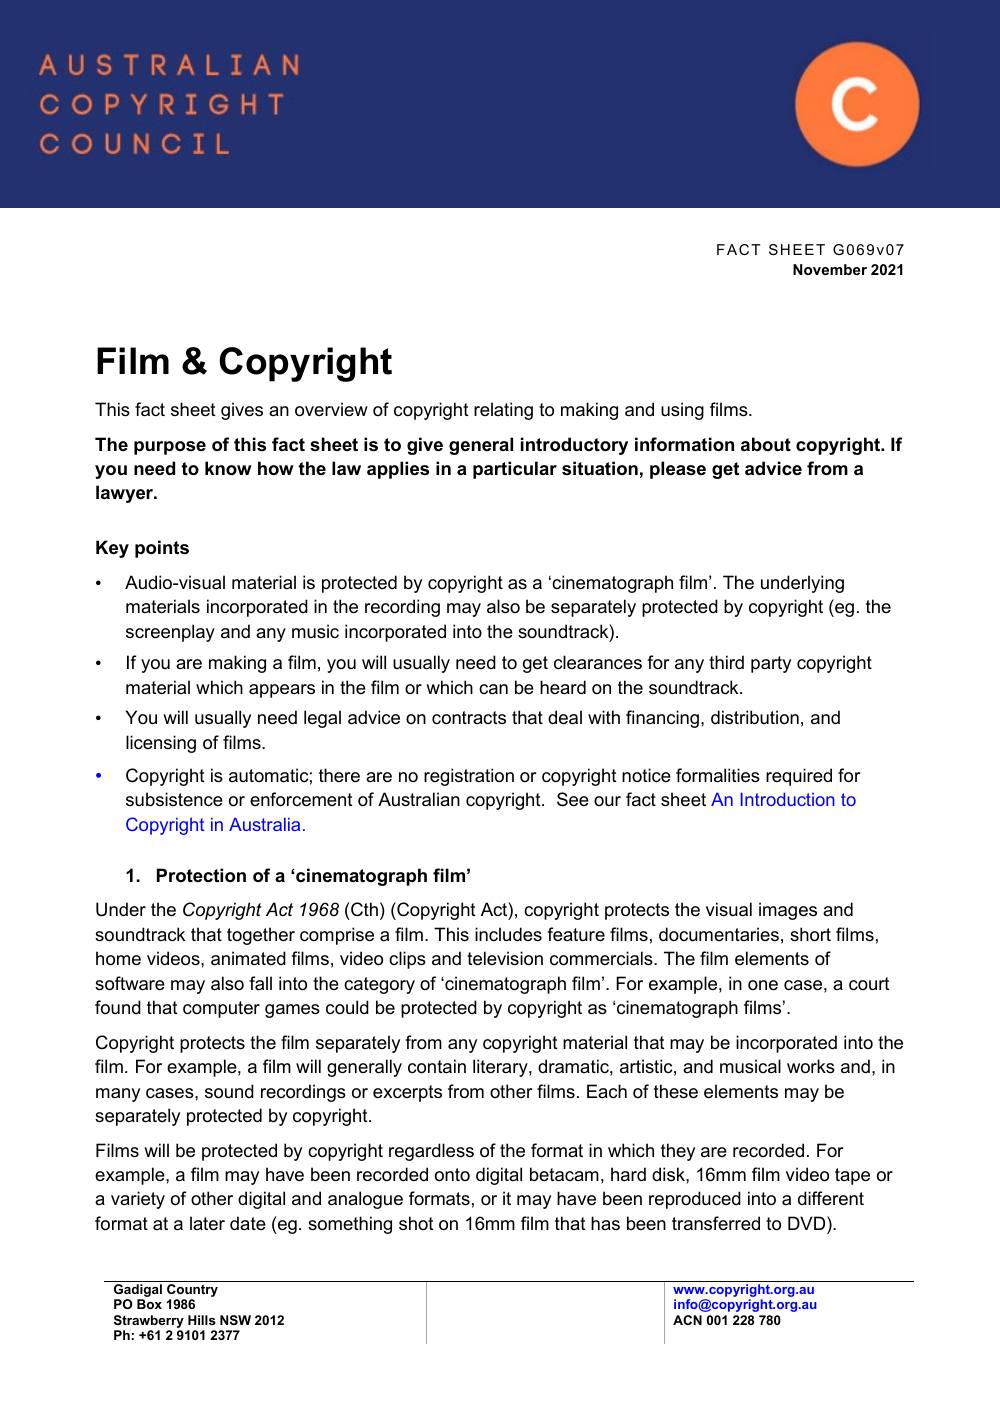 AUSTRALIAN
COPYRIGHT
COUNCIL
C
FACT SHEET G069v07
November 2021
Film & Copyright
This fact sheet gives an overview of copyright relating to making and using films.
The purpose of this fact sheet is to give general introductory information about copyright. If
you need to know how the law applies in a particular situation, please get advice from a
lawyer.
Key points
• Audio-visual material is protected by copyright as a ‘cinematograph film’. The underlying
materials incorporated in the recording may also be separately protected by copyright (eg. the
screenplay and any music incorporated into the soundtrack).
• If you are making a film, you will usually need to get clearances for any third party copyright
material which appears in the film or which can be heard on the soundtrack.
• You will usually need legal advice on contracts that deal with financing, distribution, and
licensing of films.
• Copyright is automatic; there are no registration or copyright notice formalities required for
subsistence or enforcement of Australian copyright.  See our fact sheet An Introduction to
Copyright in Australia.
1. Protection of a ‘cinematograph film’
Under the Copyright Act 1968 (Cth) (Copyright Act), copyright protects the visual images and
soundtrack that together comprise a film. This includes feature films, documentaries, short films,
home videos, animated films, video clips and television commercials. The film elements of
software may also fall into the category of ‘cinematograph film’. For example, in one case, a court
found that computer games could be protected by copyright as ‘cinematograph films’.
Copyright protects the film separately from any copyright material that may be incorporated into the
film. For example, a film will generally contain literary, dramatic, artistic, and musical works and, in
many cases, sound recordings or excerpts from other films. Each of these elements may be
separately protected by copyright.
Films will be protected by copyright regardless of the format in which they are recorded. For
example, a film may have been recorded onto digital betacam, hard disk, 16mm film video tape or
a variety of other digital and analogue formats, or it may have been reproduced into a different
format at a later date (eg. something shot on 16mm film that has been transferred to DVD).
Gadigal Country
PO Box 1986
Strawberry Hills NSW 2012
Ph: +61 2 9101 2377
www.copyright.org.au
info@copyright.org.au
ACN 001 228 780